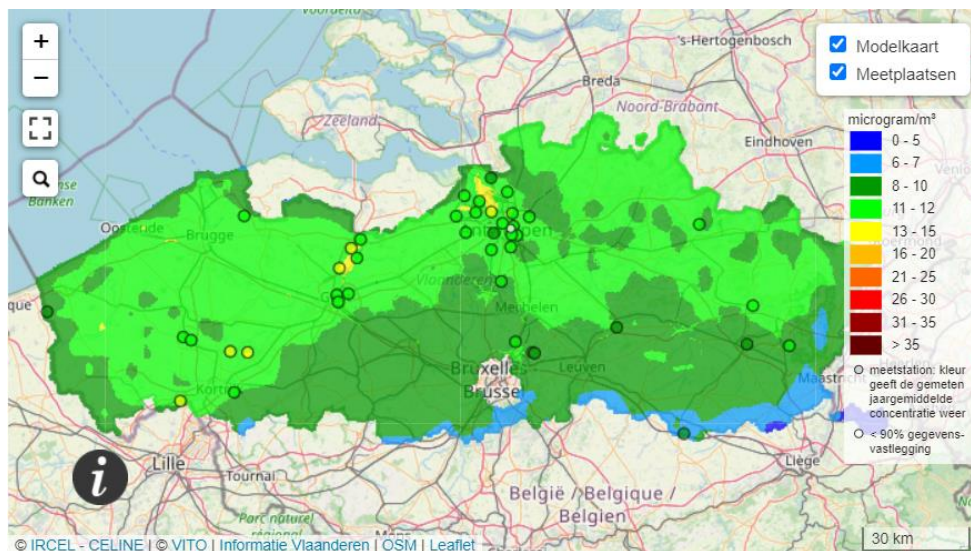 +
−
Voordelta
's-Hertogenbosch
Modelkaart
Meetplaatsen
Breda
Noord-Brabant
Zeeland
Eindhoven
microgram/m³
0 - 5
6 - 7
8 - 10
11 - 12
13 - 15
16 - 20
21 - 25
26 - 30
31 - 35
> 35
meetstation: kleur
geeft de gemeten
jaargemiddelde
concentratie weer
< 90% gegevens-
vastlegging
Banken
Oostende
Brugge
Vlaanderen
Mechelen
Bruxelles
Brussel
Leuven
Maastricht
Lille
Tournai
Liège
Parc naturel
régional
België / Belgique /
Belgien
i
30 km
© IRCEL - CELINE | © VITO | Informatie Vlaanderen | OSM | Leaflet